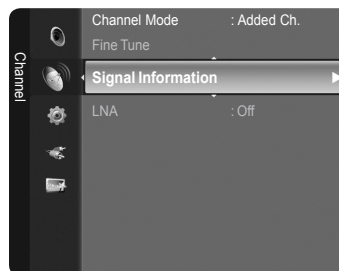 Channel
Channel Mode : Added Ch.
Fine Tune
Signal Information
LNA : Off